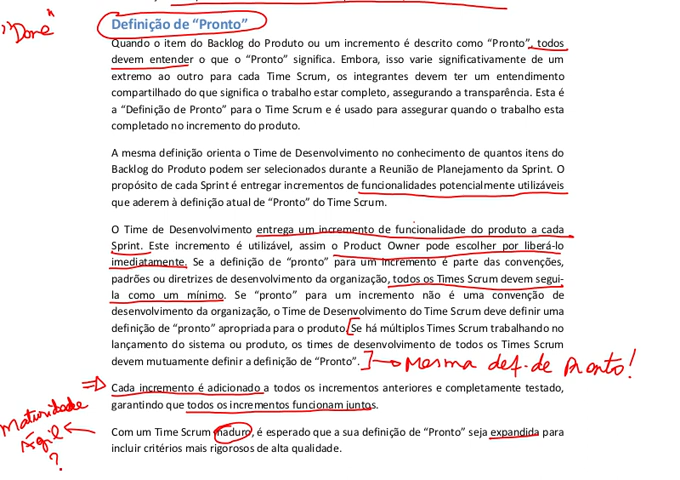 "Done"
Definição de “Pronto”
Quando o item do Backlog do Produto ou um incremento é descrito como “Pronto”, todos
devem entender o que o “Pronto” significa. Embora, isso varie significativamente de um
extremo ao outro para cada Time Scrum, os integrantes devem ter um entendimento
compartilhado do que significa o trabalho estar completo, assegurando a transparência. Esta é
a “Definição de Pronto” para o Time Scrum e é usado para assegurar quando o trabalho esta
completado no incremento do produto.
A mesma definição orienta o Time de Desenvolvimento no conhecimento de quantos itens do
Backlog do Produto podem ser selecionados durante a Reunião de Planejamento da Sprint. O
propósito de cada Sprint é entregar incrementos de funcionalidades potencialmente utilizáveis
que aderem à definição atual de “Pronto” do Time Scrum.
O Time de Desenvolvimento entrega um incremento de funcionalidade do produto a cada
Sprint. Este incremento é utilizável, assim o Product Owner pode escolher por liberá-lo
imediatamente. Se a definição de “pronto” para um incremento é parte das convenções,
padrões ou diretrizes de desenvolvimento da organização, todos os Times Scrum devem segui-
la como um mínimo. Se “pronto” para um incremento não é uma convenção de
desenvolvimento da organização, o Time de Desenvolvimento do Time Scrum deve definir uma
definição de “pronto” apropriada para o produto. [Se há múltiplos Times Scrum trabalhando no
lançamento do sistema ou produto, os times de desenvolvimento de todos os Times Scrum
devem mutuamente definir a definição de “Pronto”. ] → Mesma def. de Pronto!
⇒ Cada incremento é adicionado a todos os incrementos anteriores e completamente testado,
garantindo que todos os incrementos funcionam juntos.
Maturidade
Ágil ←
?
Com um Time Scrum maduro, é esperado que a sua definição de “Pronto” seja expandida para
incluir critérios mais rigorosos de alta qualidade.